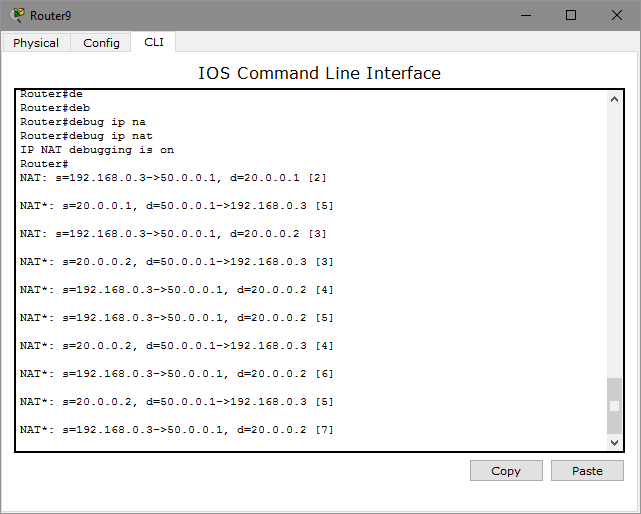 Router9
Physical Config CLI
IOS Command Line Interface
Router#de
Router#deb
Router#debug ip na
Router#debug ip nat
IP NAT debugging is on
Router#
NAT: s=192.168.0.3->50.0.0.1, d=20.0.0.1 [2]
NAT*: s=20.0.0.1, d=50.0.0.1->192.168.0.3 [5]
NAT: s=192.168.0.3->50.0.0.1, d=20.0.0.2 [3]
NAT*: s=20.0.0.2, d=50.0.0.1->192.168.0.3 [3]
NAT*: s=192.168.0.3->50.0.0.1, d=20.0.0.2 [4]
NAT*: s=192.168.0.3->50.0.0.1, d=20.0.0.2 [5]
NAT*: s=20.0.0.2, d=50.0.0.1->192.168.0.3 [4]
NAT*: s=192.168.0.3->50.0.0.1, d=20.0.0.2 [6]
NAT*: s=20.0.0.2, d=50.0.0.1->192.168.0.3 [5]
NAT*: s=192.168.0.3->50.0.0.1, d=20.0.0.2 [7]
Copy Paste